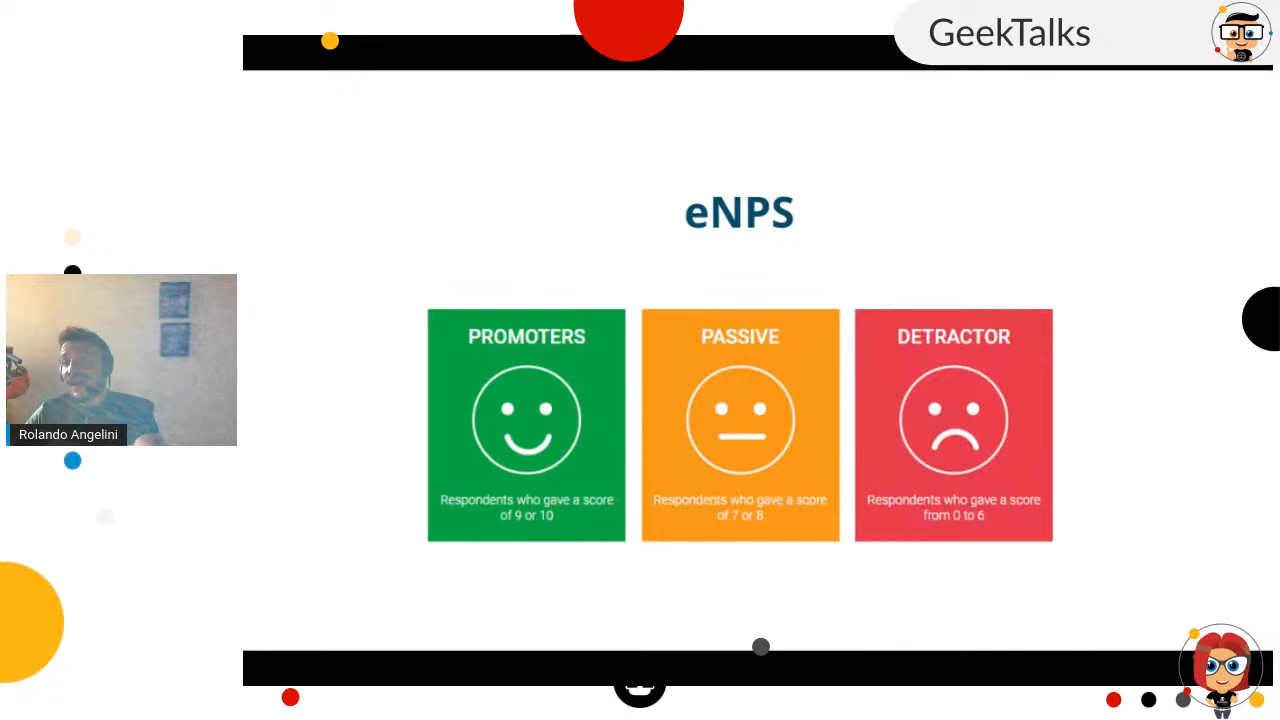 GeekTalks
eNPS
PROMOTERS
Respondents who gave a score
of 9 or 10
PASSIVE
Respondents who gave a score
of 7 or 8
DETRACTOR
Respondents who gave a score
from 0 to 6
Rolando Angelini